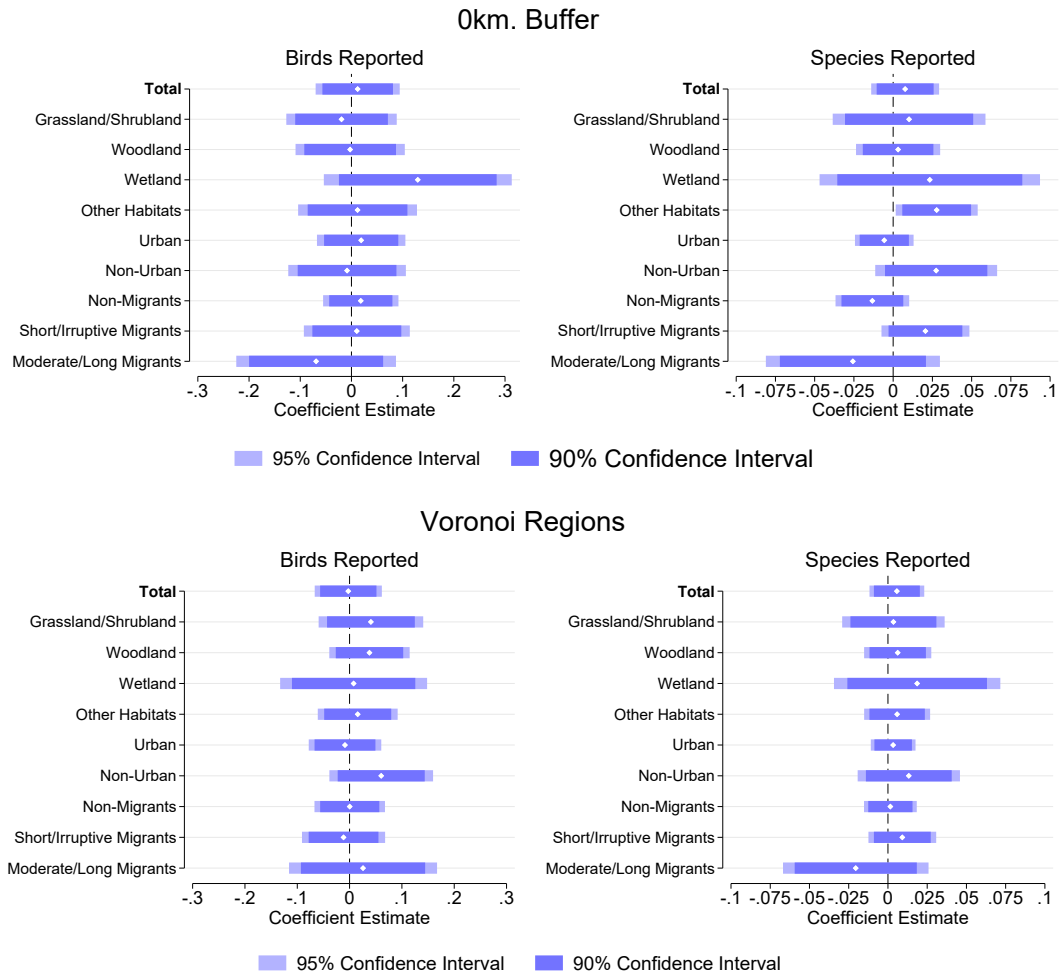 0km. Buffer
Birds Reported
Total
Grassland/Shrubland
Woodland
Wetland
Other Habitats
Urban
Non-Urban
Non-Migrants
Short/Irruptive Migrants
Moderate/Long Migrants
-.3 -.2 -.1 0 .1 .2 .3
Coefficient Estimate
Species Reported
Total
Grassland/Shrubland
Woodland
Wetland
Other Habitats
Urban
Non-Urban
Non-Migrants
Short/Irruptive Migrants
Moderate/Long Migrants
-.1 -.075 -.05 -.025 0 .025 .05 .075 .1
Coefficient Estimate
95% Confidence Interval 90% Confidence Interval
Voronoi Regions
Birds Reported
Total
Grassland/Shrubland
Woodland
Wetland
Other Habitats
Urban
Non-Urban
Non-Migrants
Short/Irruptive Migrants
Moderate/Long Migrants
-.3 -.2 -.1 0 .1 .2 .3
Coefficient Estimate
Species Reported
Total
Grassland/Shrubland
Woodland
Wetland
Other Habitats
Urban
Non-Urban
Non-Migrants
Short/Irruptive Migrants
Moderate/Long Migrants
-.1 -.075 -.05 -.025 0 .025 .05 .075 .1
Coefficient Estimate
95% Confidence Interval 90% Confidence Interval